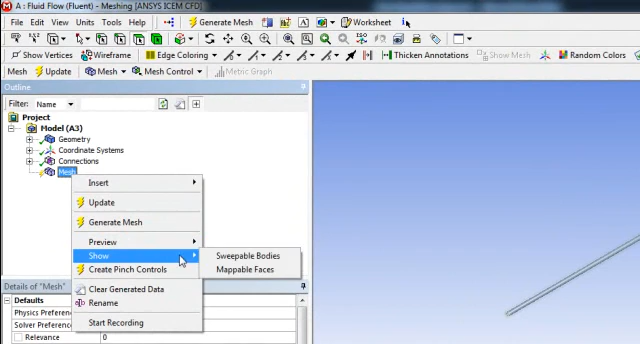 A : Fluid Flow (Fluent) - Meshing [ANSYS ICEM CFD]
File Edit View Units Tools Help Generate Mesh Worksheet
Show Vertices Wireframe Edge Coloring Thicken Annotations Show Mesh Random Colors
Mesh Update Mesh Mesh Control Metric Graph
Outline
Filter: Name
Project
Model (A3)
Geometry
Coordinate Systems
Connections
Mesh
Insert
Update
Generate Mesh
Preview
Show
Sweepable Bodies
Create Pinch Controls
Mappable Faces
Details of "Mesh"
Clear Generated Data
Defaults
Rename
Physics Preferenc
Solver Preferenc
Start Recording
Relevance 0